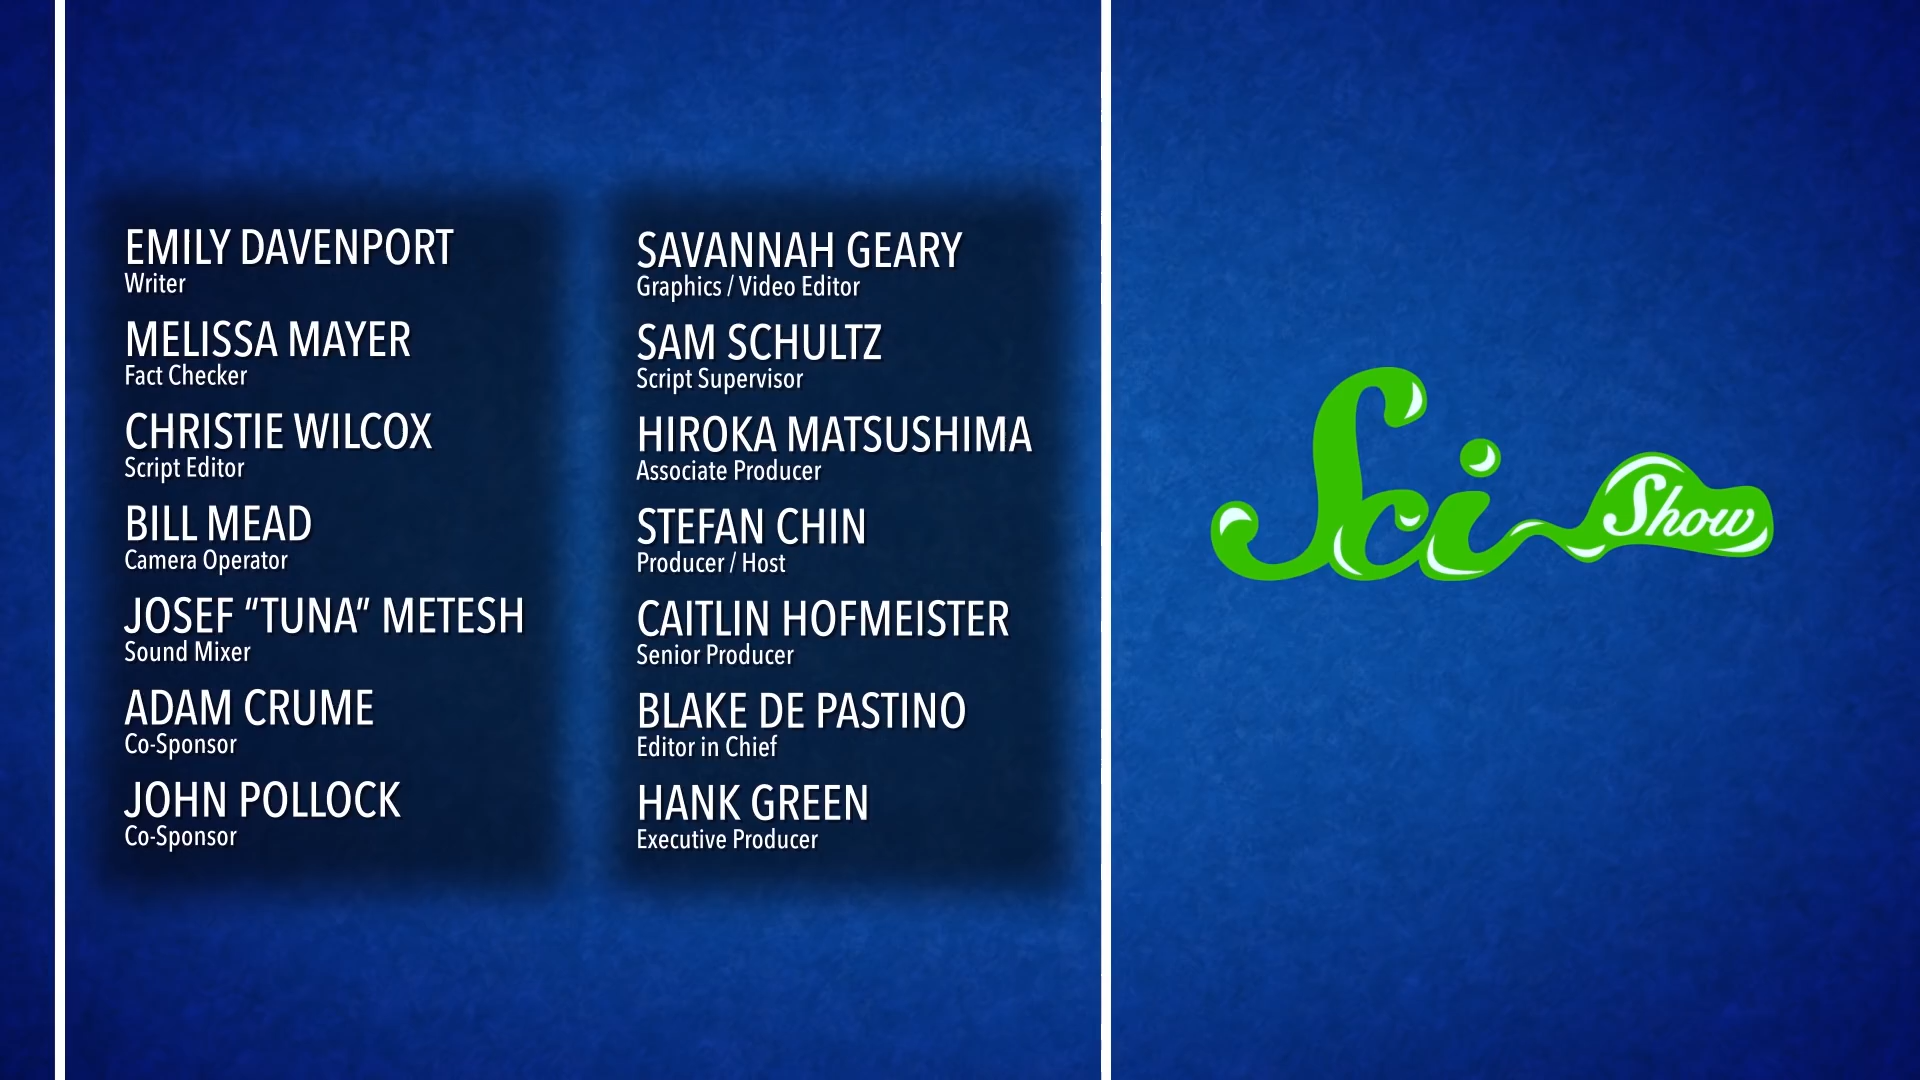 EMILY DAVENPORT
Writer
MELISSA MAYER
Fact Checker
CHRISTIE WILCOX
Script Editor
BILL MEAD
Camera Operator
JOSEF “TUNA” METESH
Sound Mixer
ADAM CRUME
Co-Sponsor
JOHN POLLOCK
Co-Sponsor
SAVANNAH GEARY
Graphics / Video Editor
SAM SCHULTZ
Script Supervisor
HIROKA MATSUSHIMA
Associate Producer
STEFAN CHIN
Producer / Host
CAITLIN HOFMEISTER
Senior Producer
BLAKE DE PASTINO
Editor in Chief
HANK GREEN
Executive Producer
Sci Show